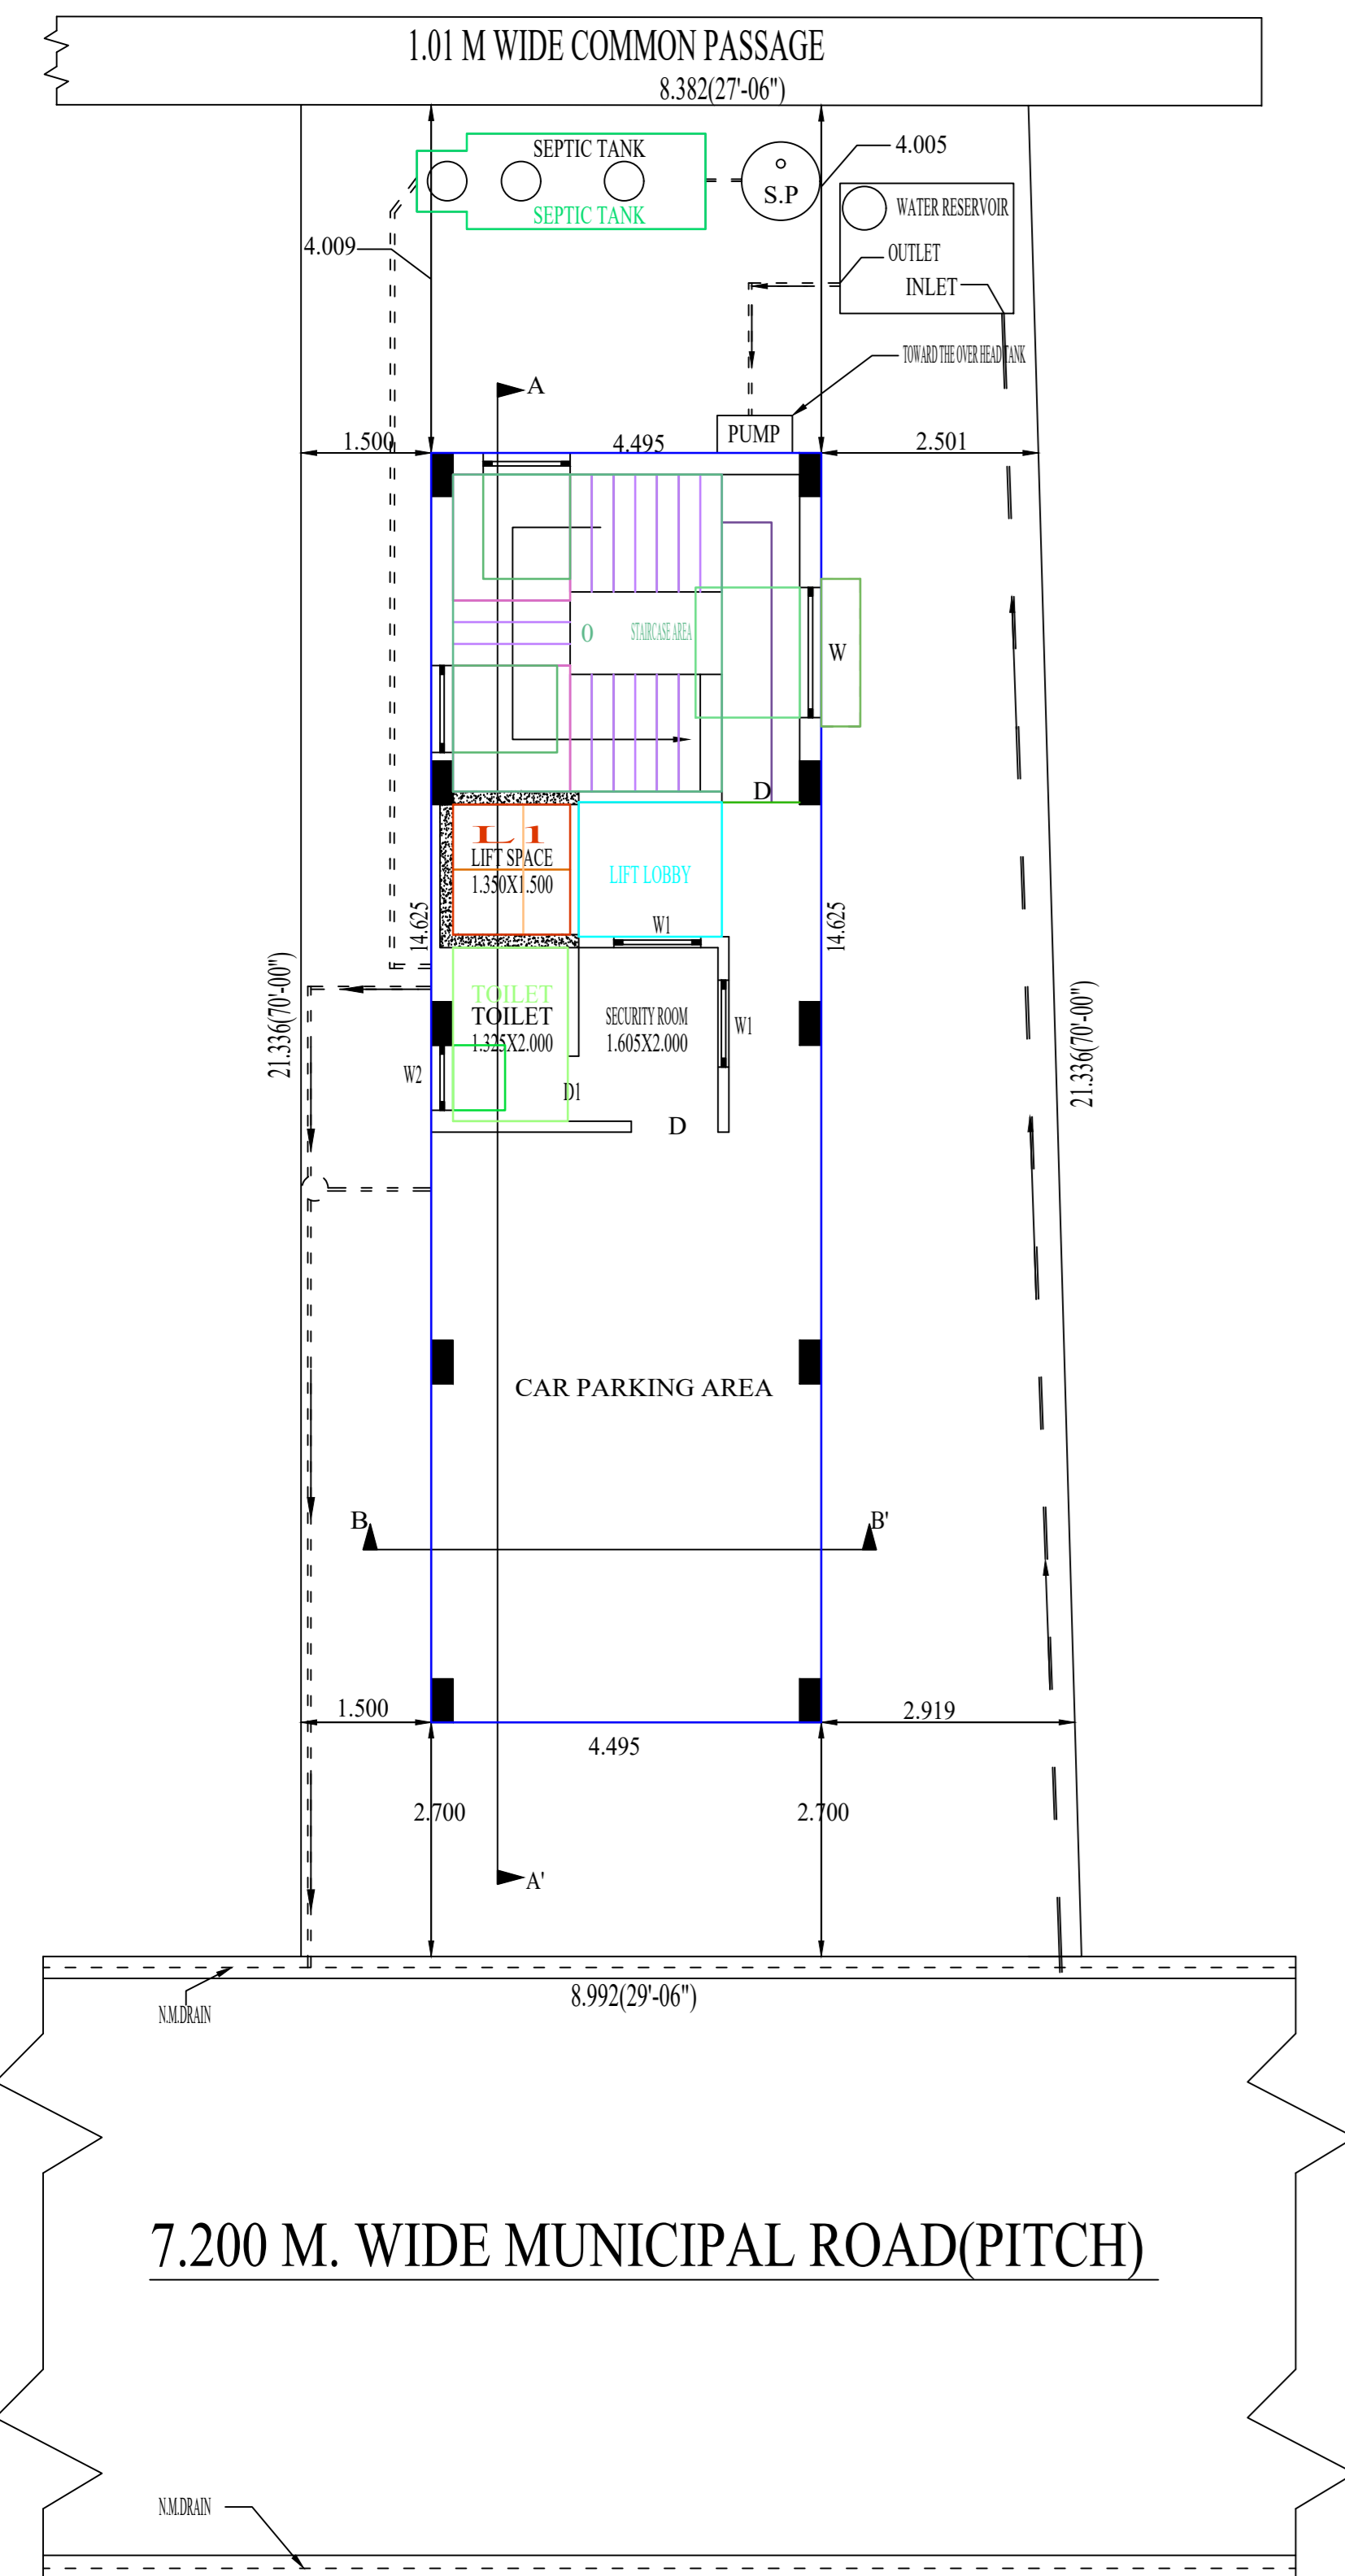 1.01 M WIDE COMMON PASSAGE
8.382(27'-06")
SEPTIC TANK
4.005
S.P
WATER RESERVOIR
SEPTIC TANK
4.009
OUTLET
INLET
TOWARD THE OVER HEAD TANK
A
PUMP
1.500
4.495
2.501
0
STAIRCASE AREA
W
D
L1
LIFT SPACE
1.350X1.500
LIFT LOBBY
W1
14.625
14.625
TOILET
TOILET
1.325X2.000
SECURITY ROOM
1.605X2.000
W1
21.336(70'-00")
21.336(70'-00")
W2
D1
D
CAR PARKING AREA
B
B'
1.500
2.919
4.495
2.700
2.700
A'
8.992(29'-06")
N.M.DRAIN
7.200 M. WIDE MUNICIPAL ROAD(PITCH)
N.M.DRAIN